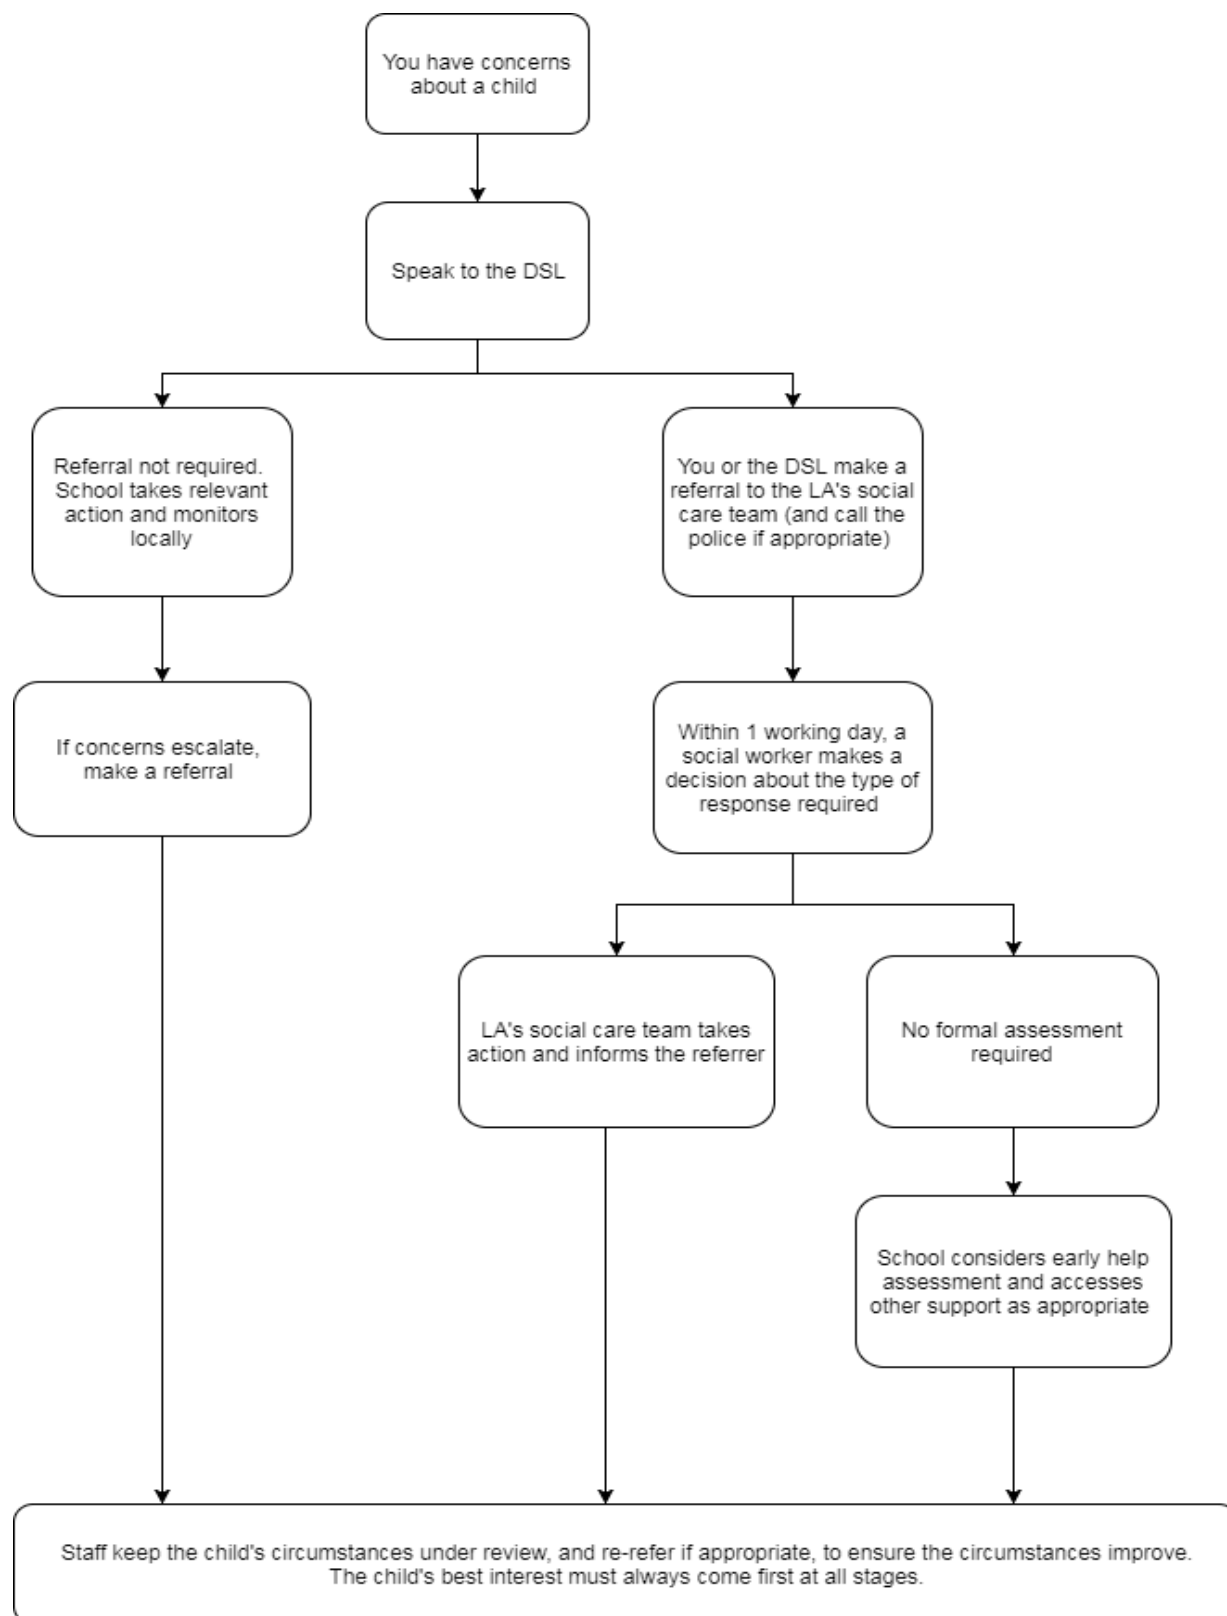 You have concerns
about a child
Speak to the DSL
Referral not required.
School takes relevant
action and monitors
locally
You or the DSL make a
referral to the LA's social
care team (and call the
police if appropriate)
If concerns escalate,
make a referral
Within 1 working day, a
social worker makes a
decision about the type of
response required
LA's social care team takes
action and informs the referrer
No formal assessment
required
School considers early help
assessment and accesses
other support as appropriate
Staff keep the child's circumstances under review, and re-refer if appropriate, to ensure the circumstances improve.
The child's best interest must always come first at all stages.